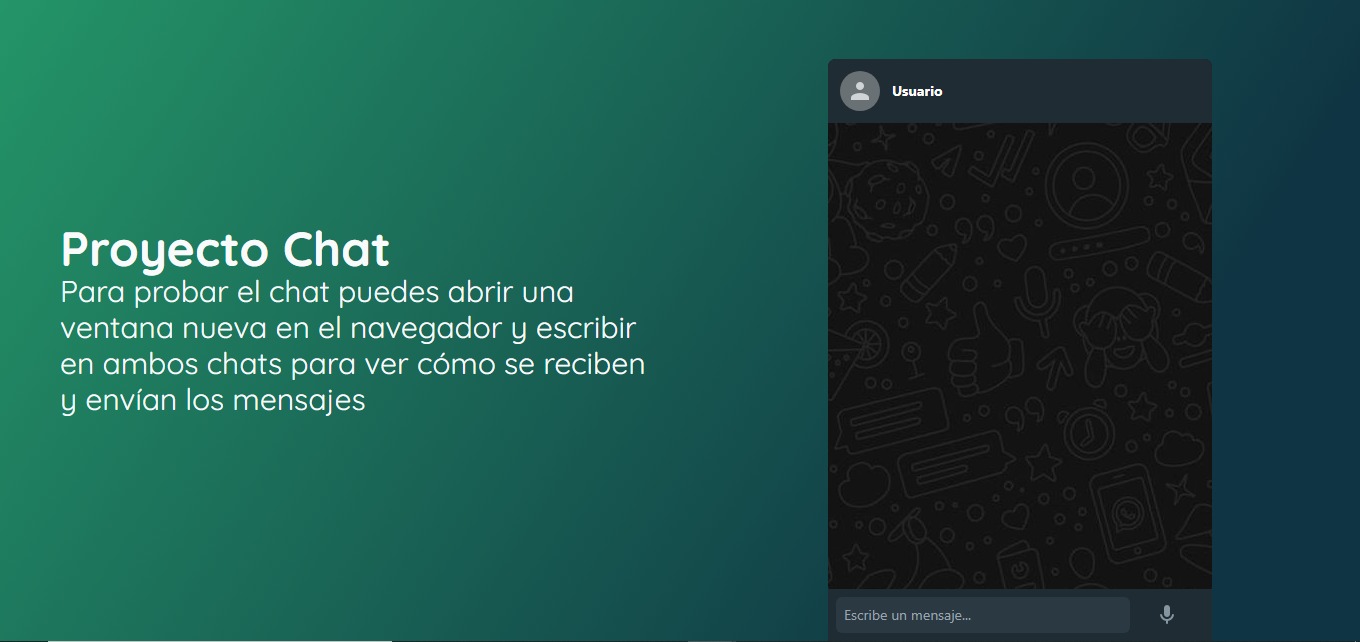 Proyecto Chat
Para probar el chat puedes abrir una
ventana nueva en el navegador y escribir
en ambos chats para ver cómo se reciben
y envían los mensajes
Usuario
Escribe un mensaje...